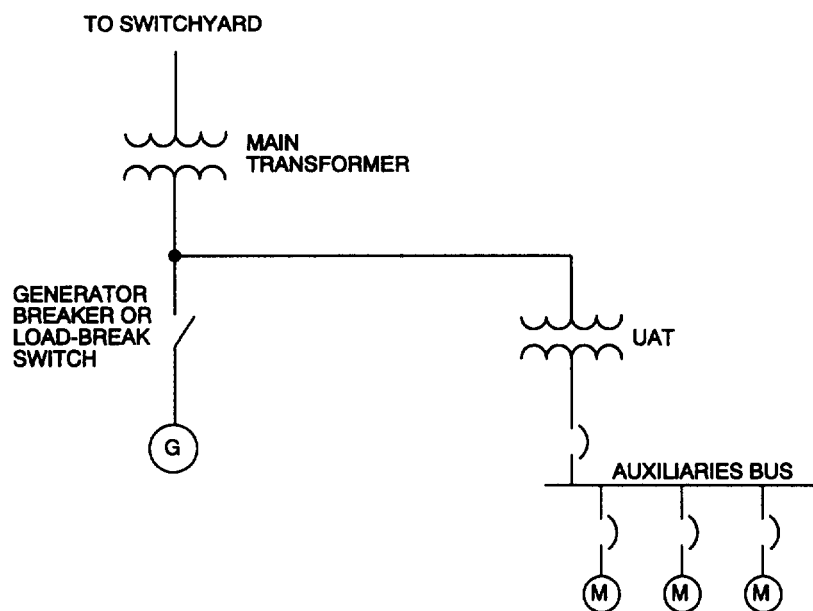 TO SWITCHYARD
MAIN
TRANSFORMER
GENERATOR
BREAKER OR
LOAD-BREAK
SWITCH
UAT
G
AUXILIARIES BUS
M
M
M